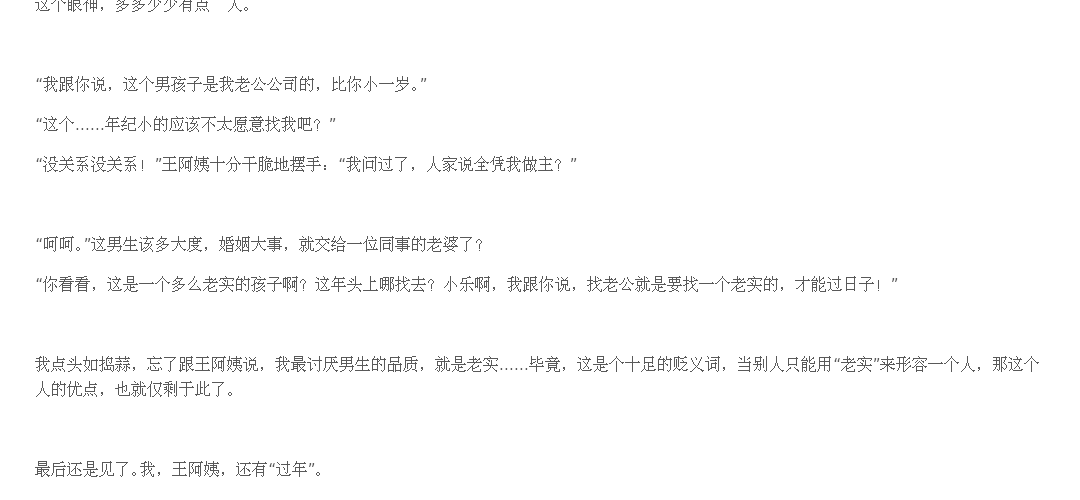 这个眼神，多多少少有点 人。
“我跟你说，这个男孩子是我老公公司的，比你小一岁。”
“这个……年纪小的应该不太愿意找我吧？”
“没关系没关系！”王阿姨十分干脆地摆手：“我问过了，人家说全凭我做主？”
“呵呵。”这男生该多大度，婚姻大事，就交给一位同事的老婆了？
“你看看，这是一个多么老实的孩子啊？这年头上哪找去？小乐啊，我跟你说，找老公就是要找一个老实的，才能过日子！”
我点头如捣蒜，忘了跟王阿姨说，我最讨厌男生的品质，就是老实……毕竟，这是个十足的贬义词，当别人只能用“老实”来形容一个人，那这个
人的优点，也就仅剩于此了。
最后还是见了。我，王阿姨，还有“过年”。